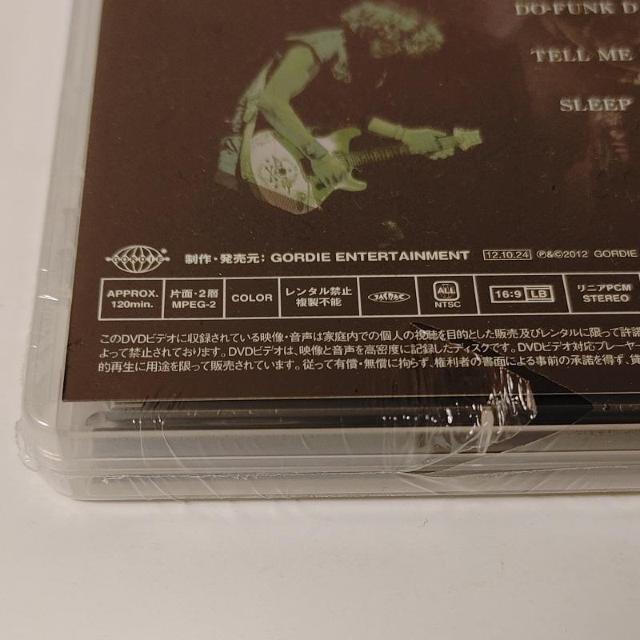 DO-FUNK D
TELL ME
SLEEP
GORDIE
制作・発売元: GORDIE ENTERTAINMENT 12.10.24 Ⓟ&©2012 GORDIE
APPROX. 120min.
片面・2層 MPEG-2
COLOR
レンタル禁止 複製不能
JASRAC
ALL NTSC
16:9 LB
リニアPCM STEREO
このDVDビデオに収録されている映像・音声は家庭内での個人の視聴を目的とした販売及びレンタルに限って許諾
よって禁止されております。DVDビデオは、映像と音声を高密度に記録したディスクです。DVDビデオ対応プレーヤー
的再生に用途を限って販売されています。従って有償・無償に拘らず、権利者の書面による事前の承諾を得ず、貸